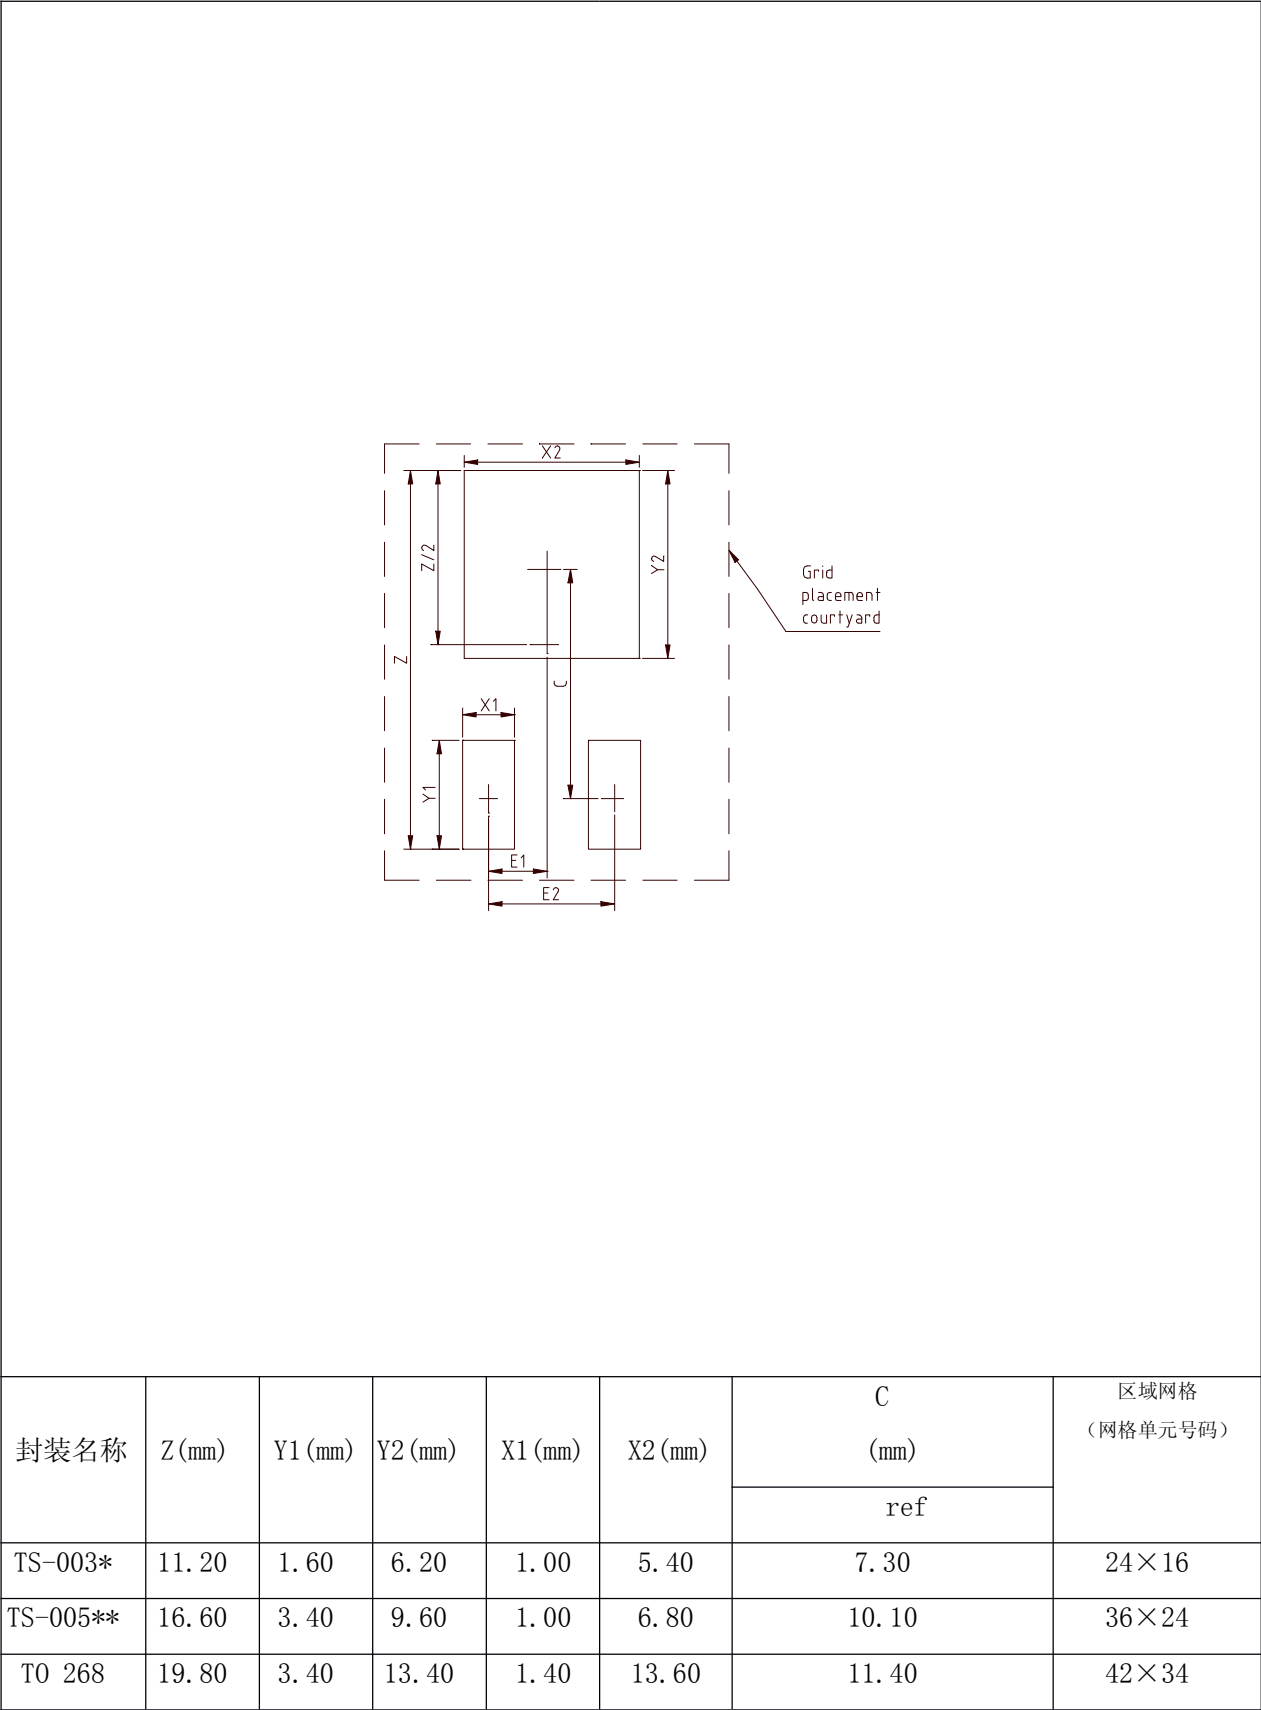 X2
Z/2
Y2
Grid
placement
courtyard
Z
C
X1
Y1
E1
E2
封装名称 Z(mm) Y1(mm) Y2(mm) X1(mm) X2(mm) C (mm) 区域网格
(网格单元号码)
ref
TS-003* 11.20 1.60 6.20 1.00 5.40 7.30 24×16
TS-005** 16.60 3.40 9.60 1.00 6.80 10.10 36×24
TO 268 19.80 3.40 13.40 1.40 13.60 11.40 42×34